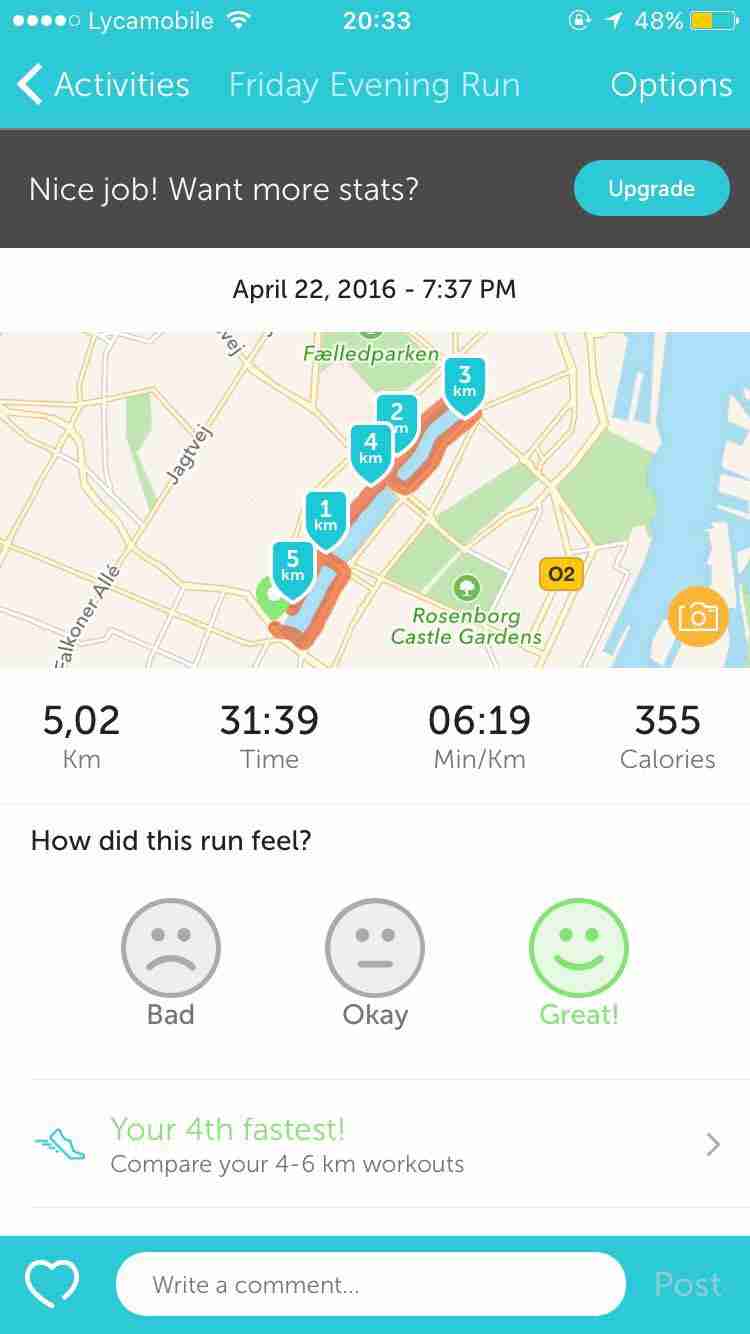 Lycamobile 20:33 48%
Activities Friday Evening Run Options
Nice job! Want more stats? Upgrade
April 22, 2016 - 7:37 PM
Fælledparken
3
km
2
4
km
Jagtvej
1
km
5
km
O2
Falkoner Allé
Rosenborg
Castle Gardens
5,02 31:39 06:19 355
Km Time Min/Km Calories
How did this run feel?
Bad Okay Great!
Your 4th fastest!
Compare your 4-6 km workouts
Write a comment... Post